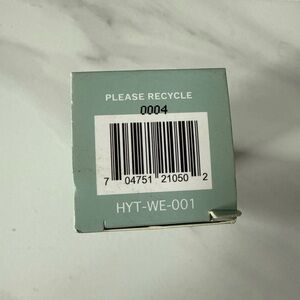 PLEASE RECYCLE
0004
7 04751 21050 2
HYT-WE-001